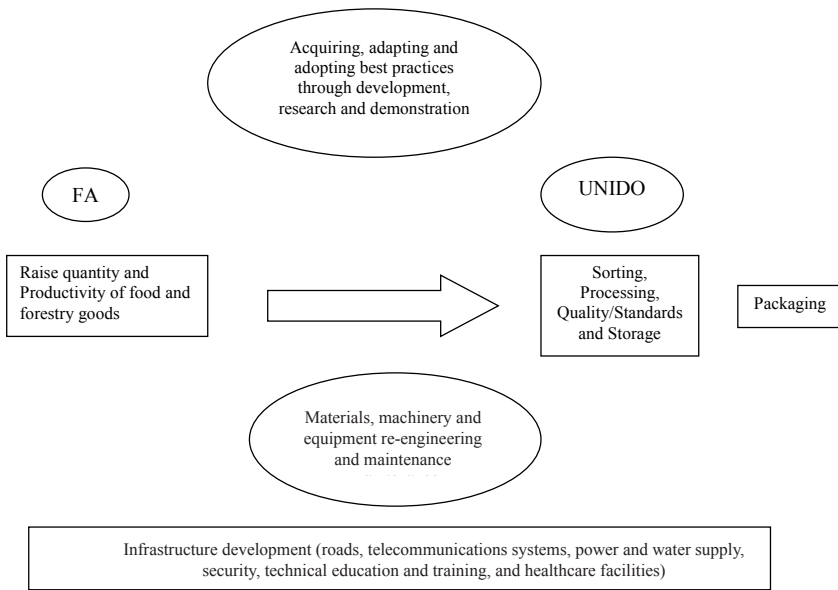 Acquiring, adapting and
adopting best practices
through development,
research and demonstration
FA
UNIDO
Raise quantity and
Productivity of food and
forestry goods
Sorting,
Processing,
Quality/Standards
and Storage
Packaging
Materials, machinery and
equipment re-engineering
and maintenance
Infrastructure development (roads, telecommunications systems, power and water supply,
security, technical education and training, and healthcare facilities)